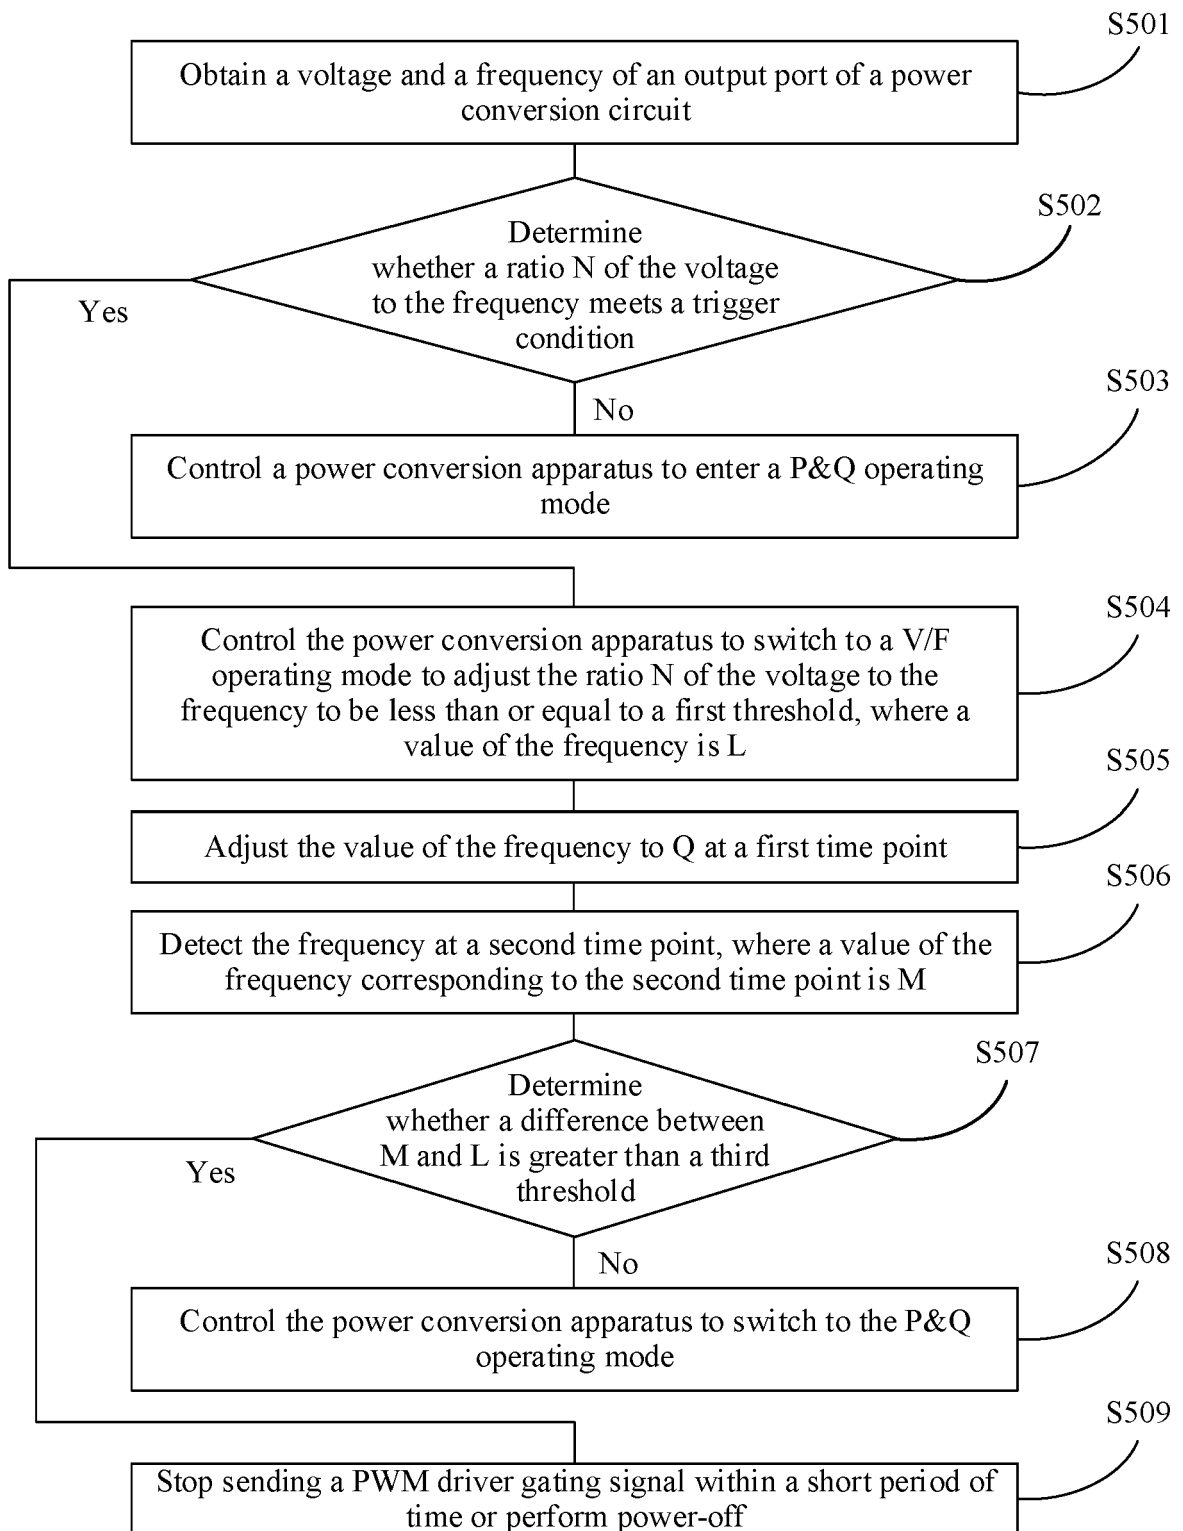 S501
Obtain a voltage and a frequency of an output port of a power
conversion circuit
S502
Determine
whether a ratio N of the voltage
to the frequency meets a trigger
condition
Yes
No
S503
Control a power conversion apparatus to enter a P&Q operating
mode
S504
Control the power conversion apparatus to switch to a V/F
operating mode to adjust the ratio N of the voltage to the
frequency to be less than or equal to a first threshold, where a
value of the frequency is L
S505
Adjust the value of the frequency to Q at a first time point
S506
Detect the frequency at a second time point, where a value of the
frequency corresponding to the second time point is M
S507
Determine
whether a difference between
M and L is greater than a third
threshold
Yes
No
S508
Control the power conversion apparatus to switch to the P&Q
operating mode
S509
Stop sending a PWM driver gating signal within a short period of
time or perform power-off